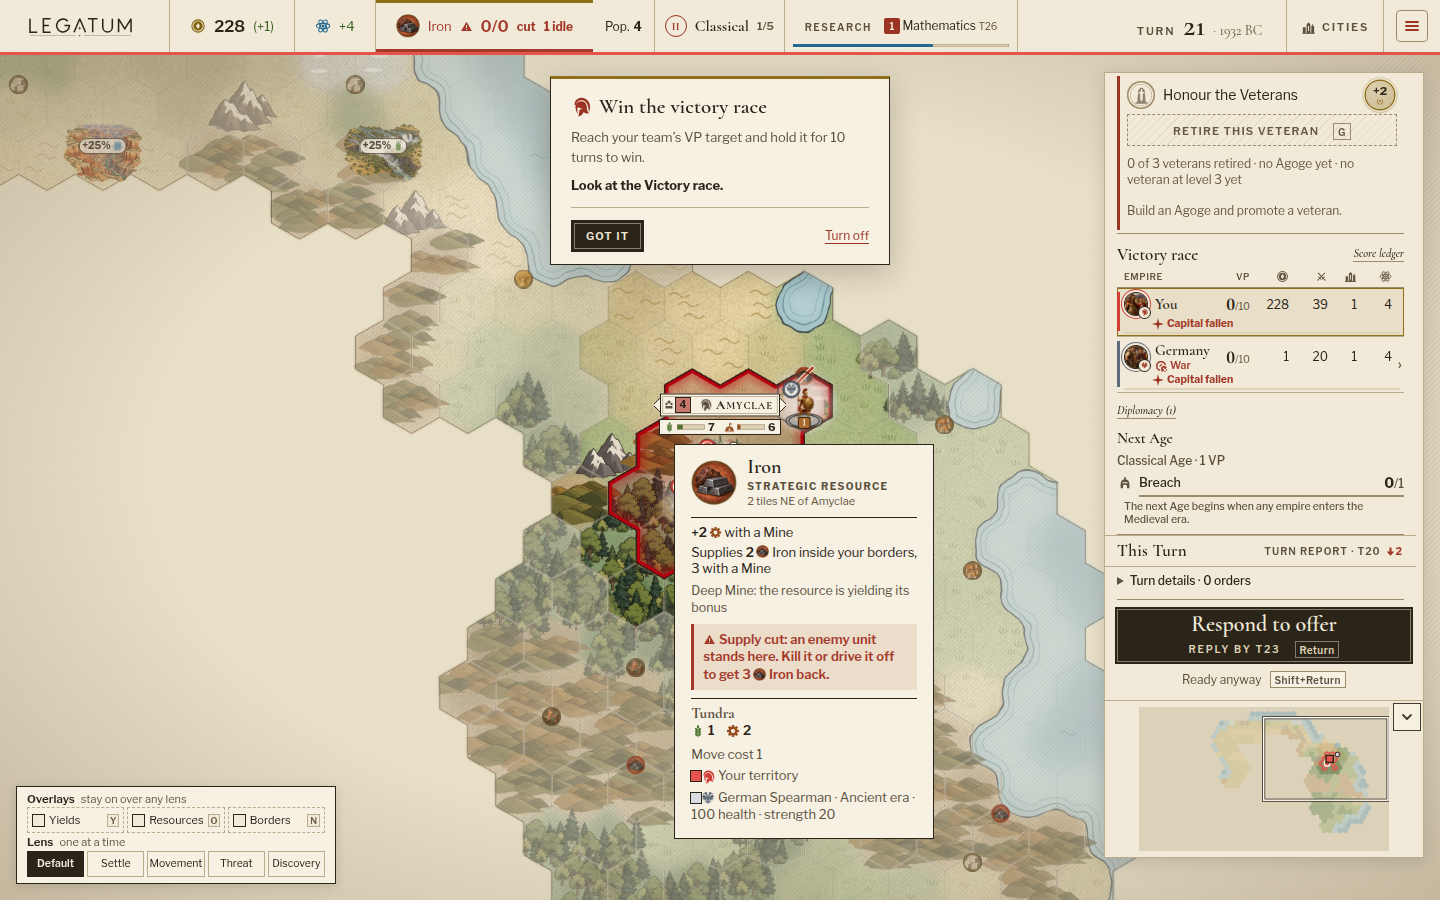 LEGATUM
228 (+1)
+4
Iron 0/0 cut 1 idle
Pop. 4
II Classical 1/5
RESEARCH 1 Mathematics T26
TURN 21 · 1932 BC
CITIES
+25%
+25%
Win the victory race
Reach your team's VP target and hold it for 10
turns to win.
Look at the Victory race.
GOT IT
Turn off
4 AMYCLAE
7 6
I
Iron
STRATEGIC RESOURCE
2 tiles NE of Amyclae
+2 with a Mine
Supplies 2 Iron inside your borders,
3 with a Mine
Deep Mine: the resource is yielding its
bonus
Supply cut: an enemy unit
stands here. Kill it or drive it off
to get 3 Iron back.
Tundra
1 2
Move cost 1
Your territory
German Spearman · Ancient era ·
100 health · strength 20
Overlays stay on over any lens
Yields Y
Resources O
Borders N
Lens one at a time
Default
Settle
Movement
Threat
Discovery
Honour the Veterans
+2
RETIRE THIS VETERAN G
0 of 3 veterans retired · no Agoge yet · no
veteran at level 3 yet
Build an Agoge and promote a veteran.
Victory race
Score ledger
EMPIRE VP
You 0/10 228 39 1 4
Capital fallen
Germany 0/10 1 20 1 4 ›
War
Capital fallen
Diplomacy (1)
Next Age
Classical Age · 1 VP
Breach 0/1
The next Age begins when any empire enters the
Medieval era.
This Turn
TURN REPORT · T20 2
Turn details · 0 orders
Respond to offer
REPLY BY T23 Return
Ready anyway Shift+Return